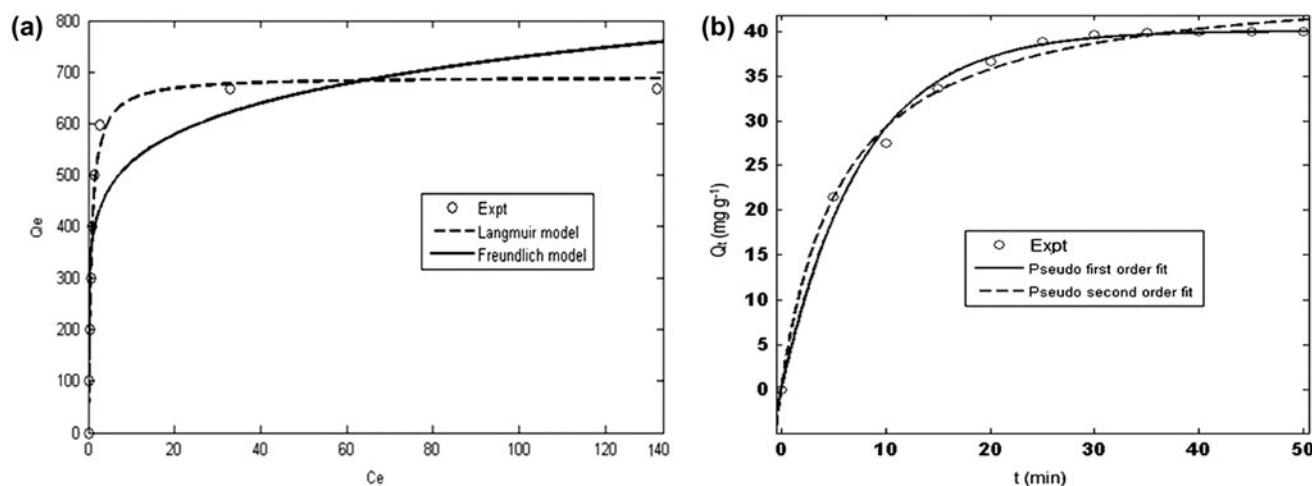 (a)
800
700
600
500
400
300
200
100
0
Qe
0
20
40
60
80
100
120
140
Ce
Expt
Langmuir model
Freundlich model
(b)
40
35
30
25
20
15
10
5
0
Qt (mg g-1)
0
10
20
30
40
50
t (min)
Expt
Pseudo first order fit
Pseudo second order fit